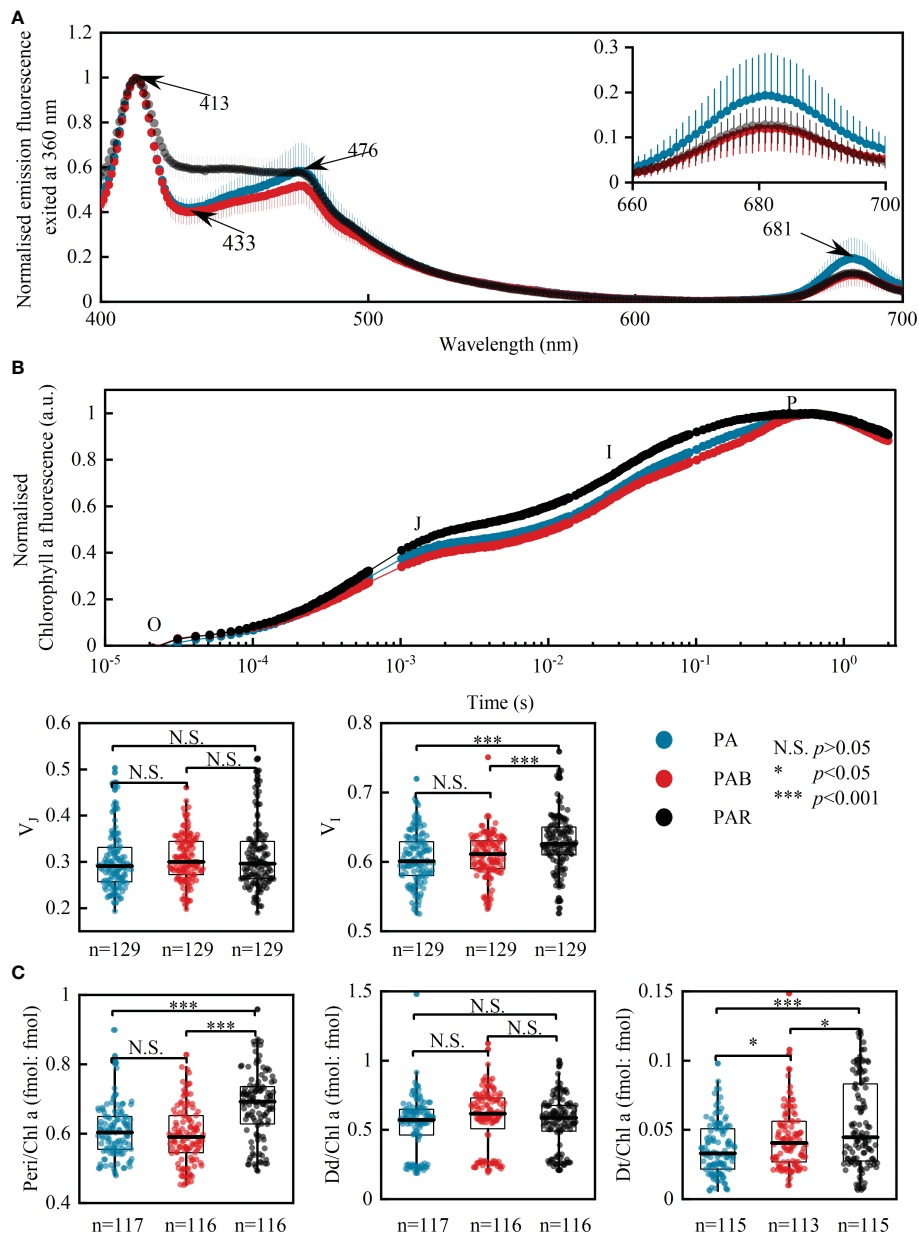 A
Normalised emission fluorescence
exited at 360 nm
1.2
1
0.8
0.6
0.4
0.2
0
413
476
433
681
0.3
0.2
0.1
0
660
680
700
400
500
600
700
Wavelength (nm)
B
Normalised
Chlorophyll a fluorescence (a.u.)
1
0.8
0.6
0.4
0.2
0
O
J
I
P
10⁻⁵
10⁻⁴
10⁻³
10⁻²
10⁻¹
10⁰
Time (s)
V_J
0.6
0.5
0.4
0.3
0.2
N.S.
N.S.
N.S.
n=129
n=129
n=129
V_I
0.8
0.7
0.6
0.5
***
***
N.S.
n=129
n=129
n=129
PA
PAB
PAR
N.S. p>0.05
* p<0.05
*** p<0.001
C
Peri/Chl a (fmol: fmol)
1
0.8
0.6
0.4
***
***
N.S.
n=117
n=116
n=116
Dd/Chl a (fmol: fmol)
1.5
1
0.5
0
N.S.
N.S.
N.S.
n=117
n=116
n=116
Dt/Chl a (fmol: fmol)
0.15
0.1
0.05
0
***
*
*
n=115
n=113
n=115